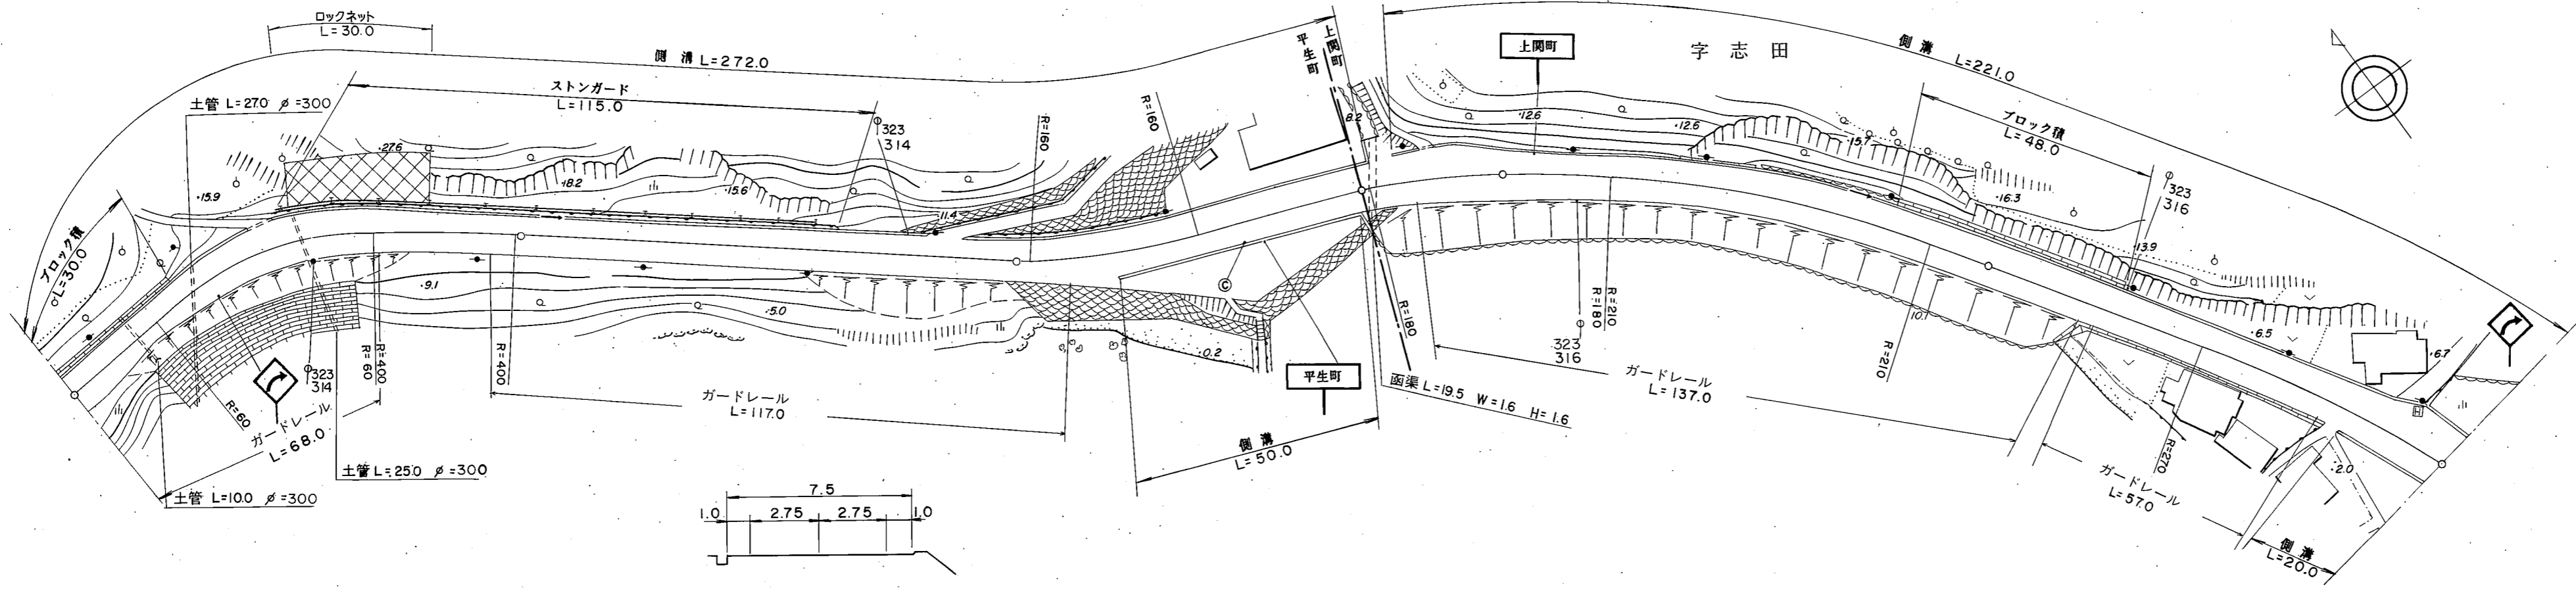 ロックネット
L=30.0
側溝 L=272.0
ストンガード
L=115.0
土管 L=27.0 φ=300
323
314
R=160
R=160
上関町
平生町
上関町
字志田
側溝
L=221.0
ブロック積
L=48.0
323
316
ブロック積
L=30.0
15.9
27.6
18.2
15.6
11.4
8.2
12.6
12.6
15.7
16.3
13.9
6.5
6.7
9.1
5.0
0.2
10.1
2.0
C
H
R=60
R=60
R=400
R=400
323
314
ガードレール
L=68.0
土管 L=25.0 φ=300
土管 L=10.0 φ=300
ガードレール
L=117.0
平生町
側溝
L=50.0
R=180
函渠 L=19.5 W=1.6 H=1.6
323
316
R=180
R=210
ガードレール
L=137.0
R=210
R=270
ガードレール
L=57.0
側溝
L=20.0
7.5
1.0 2.75 2.75 1.0